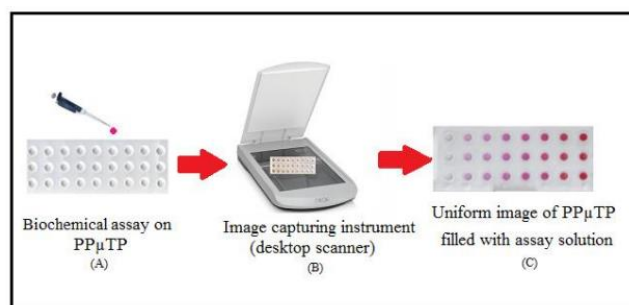 Biochemical assay on
PPμTP
(A)
Image capturing instrument
(desktop scanner)
(B)
Uniform image of PPμTP
filled with assay solution
(C)